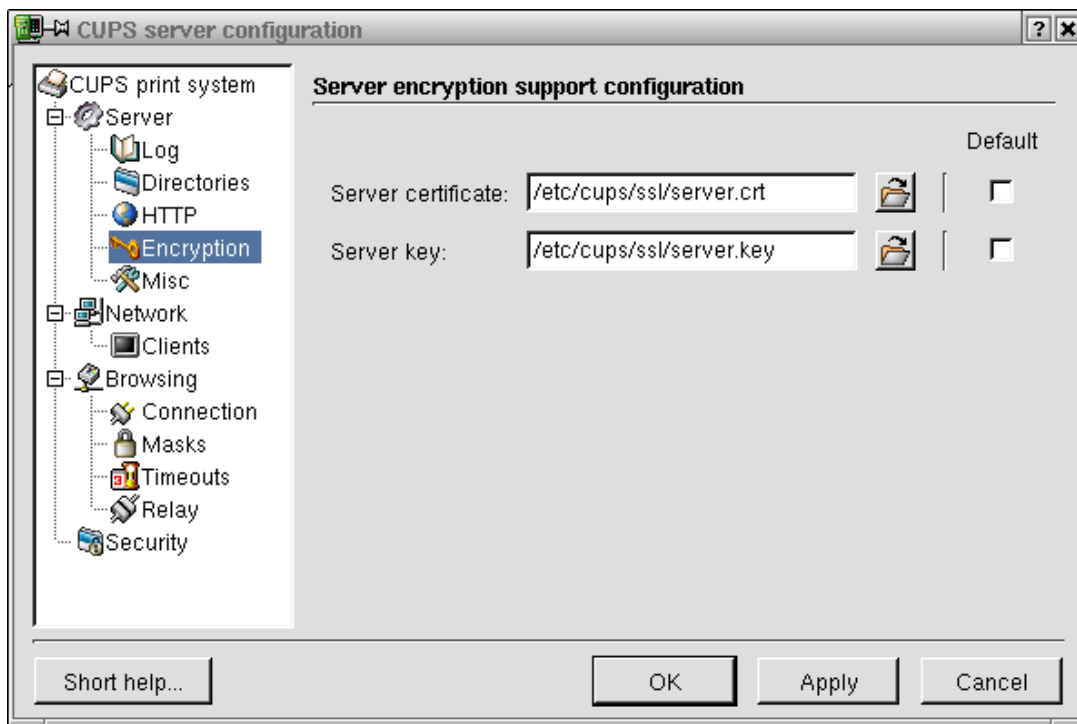 CUPS server configuration
CUPS print system
Server
Log
Directories
HTTP
Encryption
Misc
Network
Clients
Browsing
Connection
Masks
Timeouts
Relay
Security
Server encryption support configuration
Default
Server certificate: /etc/cups/ssl/server.crt
Server key: /etc/cups/ssl/server.key
Short help... OK Apply Cancel